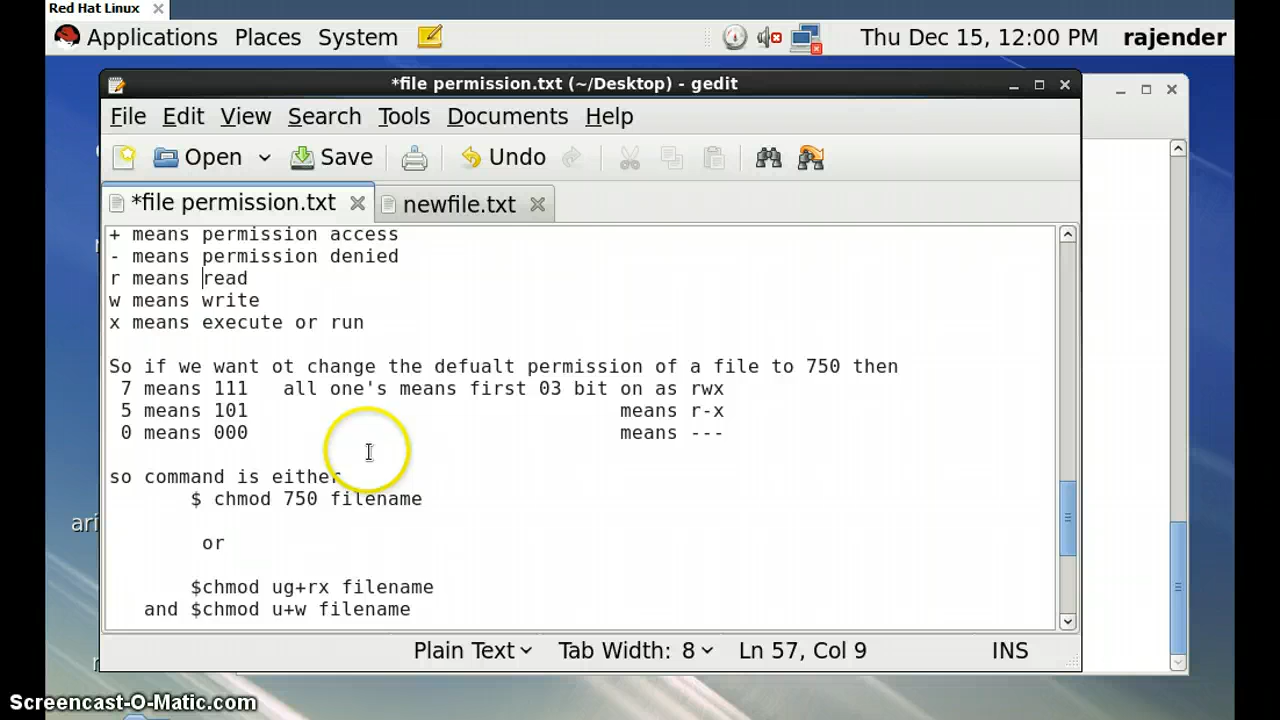 Red Hat Linux
Applications Places System Thu Dec 15, 12:00 PM rajender
*file permission.txt (~/Desktop) - gedit
File Edit View Search Tools Documents Help
Open Save Undo
*file permission.txt newfile.txt
+ means permission access
- means permission denied
r means read
w means write
x means execute or run
So if we want ot change the defualt permission of a file to 750 then
7 means 111 all one's means first 03 bit on as rwx
5 means 101 means r-x
0 means 000 means ---
so command is either
$ chmod 750 filename
or
$chmod ug+rx filename
and $chmod u+w filename
Plain Text Tab Width: 8 Ln 57, Col 9 INS
ari
Screencast-O-Matic.com